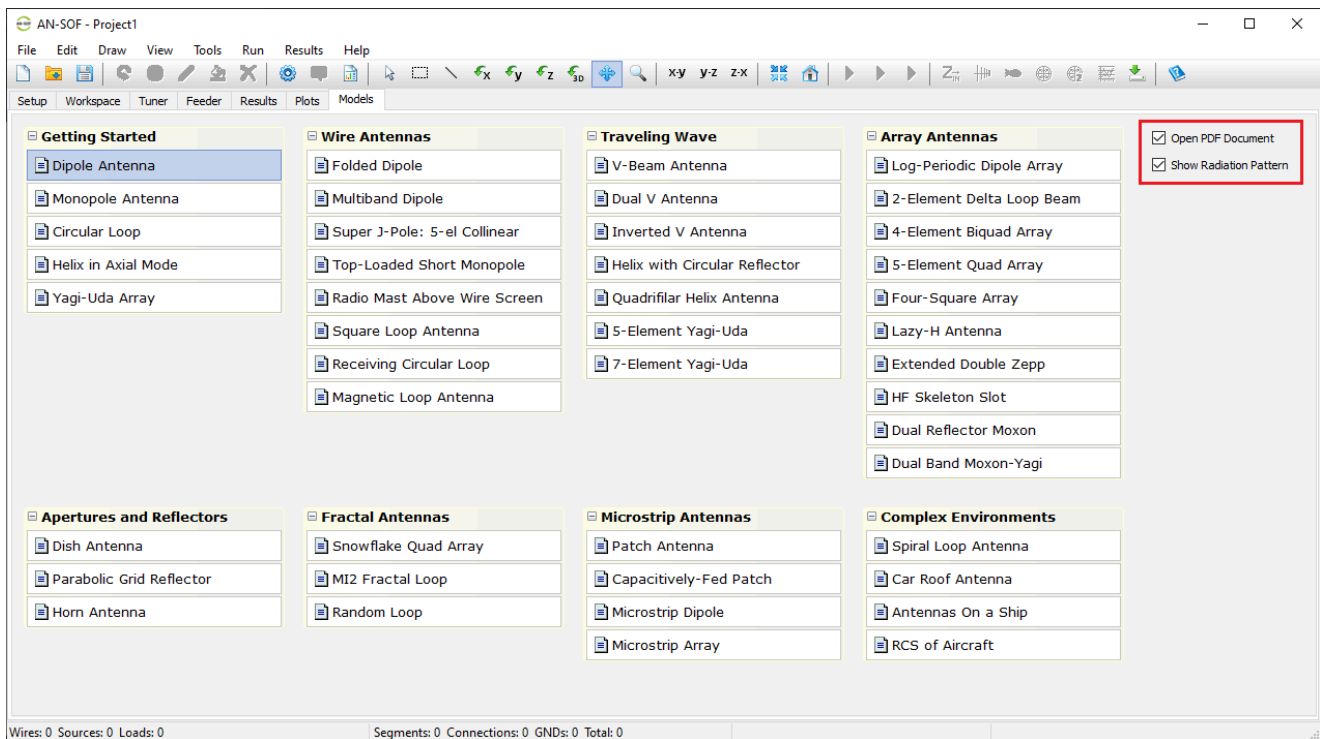 AN-SOF - Project1
File Edit Draw View Tools Run Results Help
x y z 3D x-y y-z z-x
Setup Workspace Tuner Feeder Results Plots Models
Getting Started
Dipole Antenna
Monopole Antenna
Circular Loop
Helix in Axial Mode
Yagi-Uda Array
Wire Antennas
Folded Dipole
Multiband Dipole
Super J-Pole: 5-el Collinear
Top-Loaded Short Monopole
Radio Mast Above Wire Screen
Square Loop Antenna
Receiving Circular Loop
Magnetic Loop Antenna
Traveling Wave
V-Beam Antenna
Dual V Antenna
Inverted V Antenna
Helix with Circular Reflector
Quadrifilar Helix Antenna
5-Element Yagi-Uda
7-Element Yagi-Uda
Array Antennas
Log-Periodic Dipole Array
2-Element Delta Loop Beam
4-Element Biquad Array
5-Element Quad Array
Four-Square Array
Lazy-H Antenna
Extended Double Zepp
HF Skeleton Slot
Dual Reflector Moxon
Dual Band Moxon-Yagi
Open PDF Document
Show Radiation Pattern
Apertures and Reflectors
Dish Antenna
Parabolic Grid Reflector
Horn Antenna
Fractal Antennas
Snowflake Quad Array
MI2 Fractal Loop
Random Loop
Microstrip Antennas
Patch Antenna
Capacitively-Fed Patch
Microstrip Dipole
Microstrip Array
Complex Environments
Spiral Loop Antenna
Car Roof Antenna
Antennas On a Ship
RCS of Aircraft
Wires: 0 Sources: 0 Loads: 0 Segments: 0 Connections: 0 GNDs: 0 Total: 0